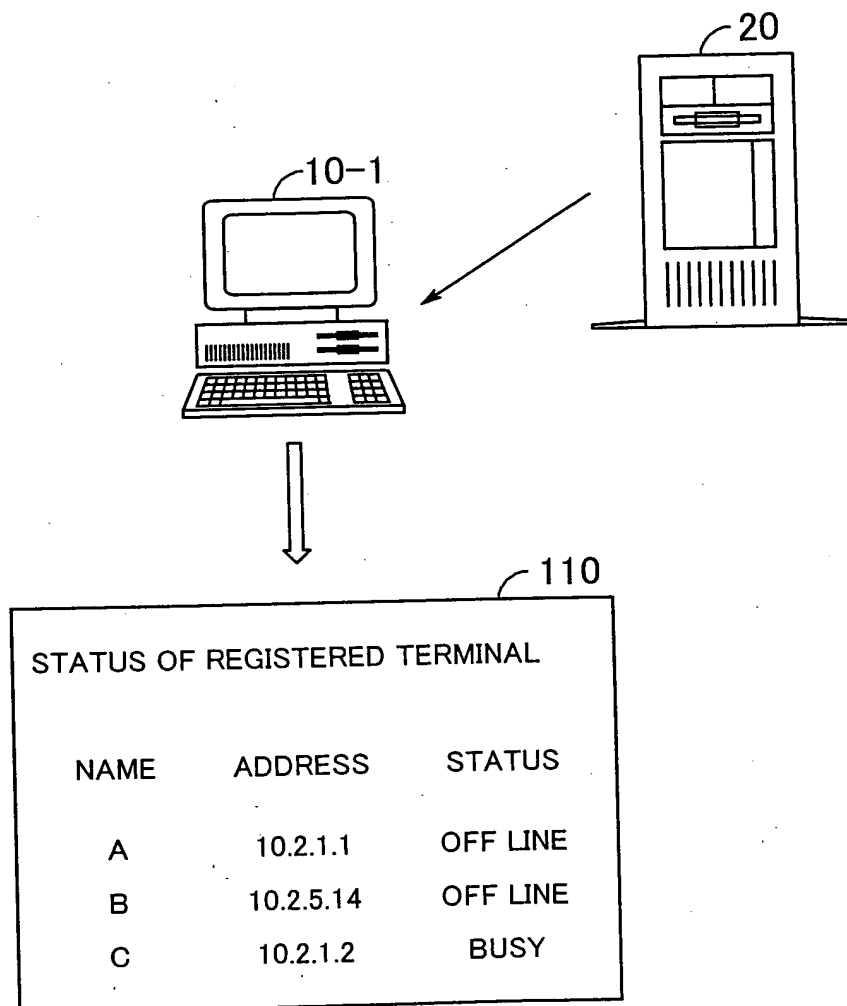 20
10-1
110
STATUS OF REGISTERED TERMINAL
NAME ADDRESS STATUS
A 10.2.1.1 OFF LINE
B 10.2.5.14 OFF LINE
C 10.2.1.2 BUSY